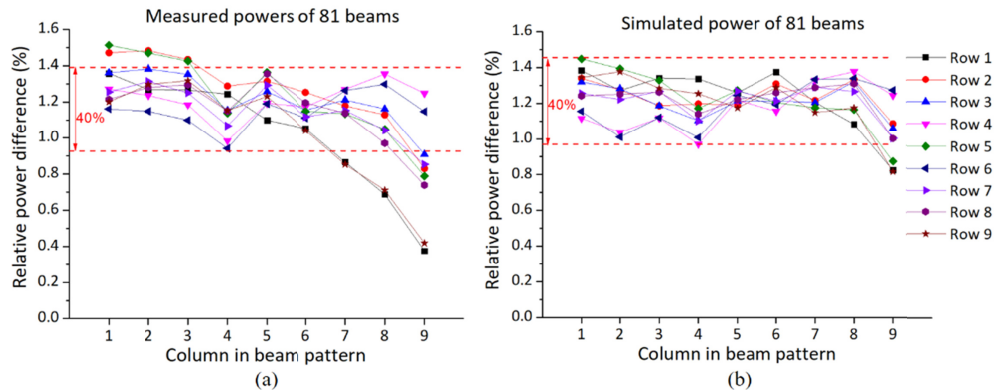 Measured powers of 81 beams
Relative power difference (%)
1.6
1.4
1.2
1.0
0.8
0.6
0.4
0.2
0.0
40%
1 2 3 4 5 6 7 8 9
Column in beam pattern
(a)
Simulated power of 81 beams
Relative power difference (%)
1.6
1.4
1.2
1.0
0.8
0.6
0.4
0.2
0.0
40%
1 2 3 4 5 6 7 8 9
Column in beam pattern
(b)
Row 1
Row 2
Row 3
Row 4
Row 5
Row 6
Row 7
Row 8
Row 9